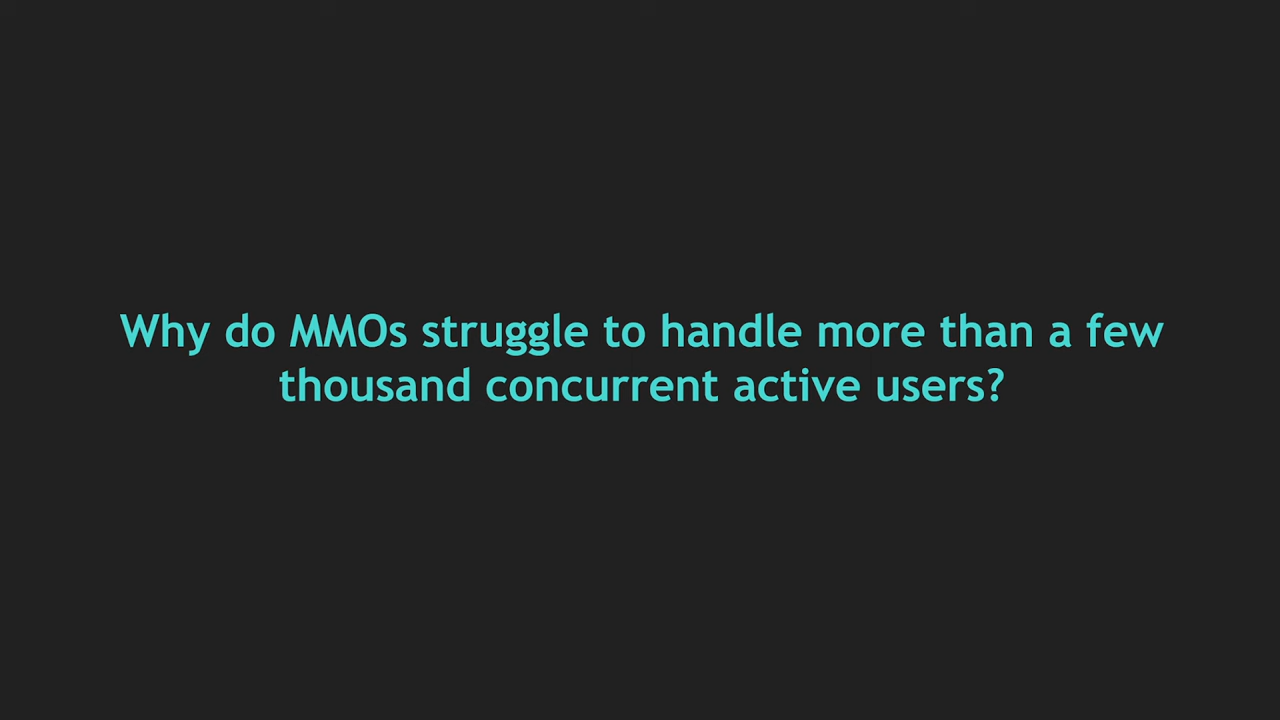 Why do MMOs struggle to handle more than a few
thousand concurrent active users?